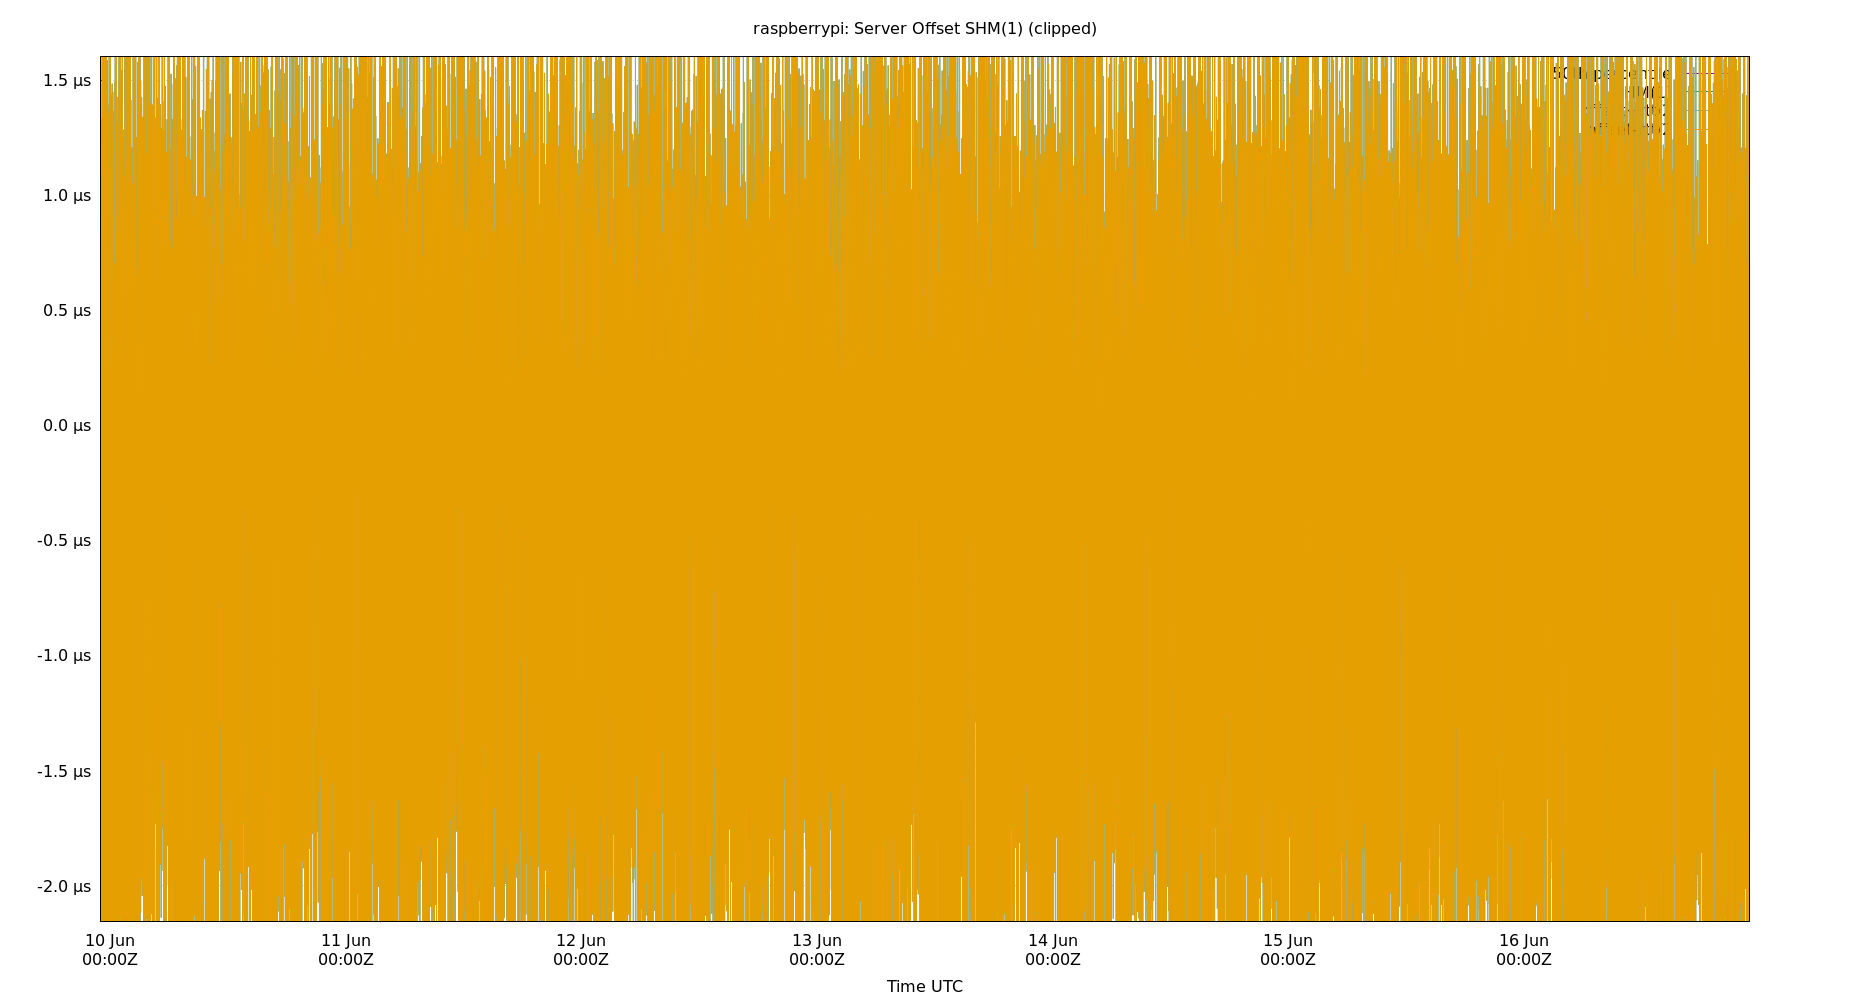 raspberrypi: Server Offset SHM(1) (clipped)
1.5 µs
1.0 µs
0.5 µs
0.0 µs
-0.5 µs
-1.0 µs
-1.5 µs
-2.0 µs
10 Jun 11 Jun 12 Jun 13 Jun 14 Jun 15 Jun 16 Jun
00:00Z 00:00Z 00:00Z 00:00Z 00:00Z 00:00Z 00:00Z
Time UTC